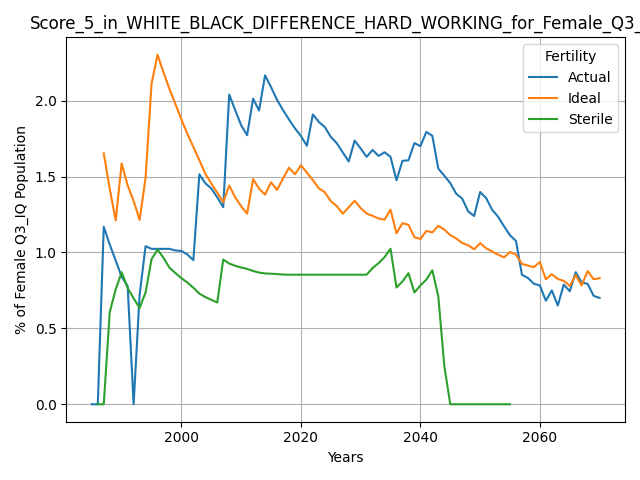 Score_5_in_WHITE_BLACK_DIFFERENCE_HARD_WORKING_for_Female_Q3_
Fertility
Actual
Ideal
Sterile
% of Female Q3_IQ Population
2.0
1.5
1.0
0.5
0.0
2000 2020 2040 2060
Years